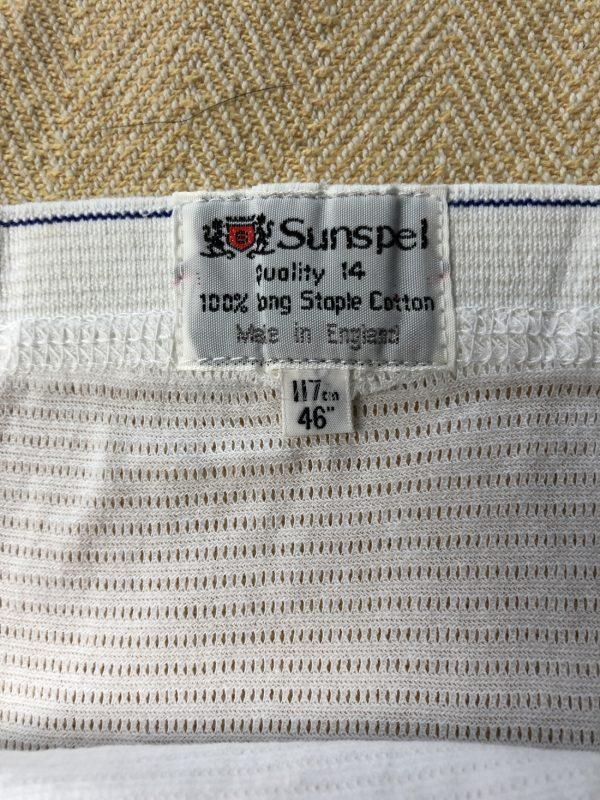 Sunspel
Quality 14
100% Long Staple Cotton
Made in England
117cm
46"